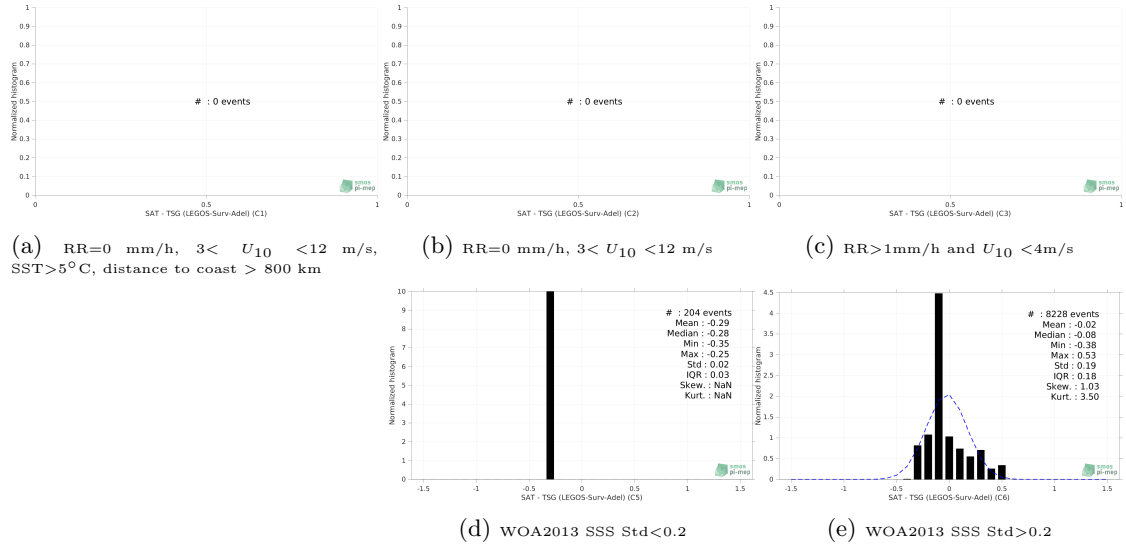 1
0.9
0.8
0.7
0.6
0.5
0.4
0.3
0.2
0.1
0
Normalized histogram
# : 0 events
smos
pi-mep
0 0.5 1
SAT - TSG (LEGOS-Surv-Adel) (C1)
1
0.9
0.8
0.7
0.6
0.5
0.4
0.3
0.2
0.1
0
Normalized histogram
# : 0 events
smos
pi-mep
0 0.5 1
SAT - TSG (LEGOS-Surv-Adel) (C2)
1
0.9
0.8
0.7
0.6
0.5
0.4
0.3
0.2
0.1
0
Normalized histogram
# : 0 events
smos
pi-mep
0 0.5 1
SAT - TSG (LEGOS-Surv-Adel) (C3)
(a) RR=0 mm/h, 3< U10 <12 m/s,
SST>5°C, distance to coast > 800 km
(b) RR=0 mm/h, 3< U10 <12 m/s
(c) RR>1mm/h and U10 <4m/s
10
9
8
7
6
5
4
3
2
1
0
Normalized histogram
# : 204 events
Mean : -0.29
Median : -0.28
Min : -0.35
Max : -0.25
Std : 0.02
IQR : 0.03
Skew. : NaN
Kurt. : NaN
smos
pi-mep
-1.5 -1 -0.5 0 0.5 1 1.5
SAT - TSG (LEGOS-Surv-Adel) (C5)
4.5
4
3.5
3
2.5
2
1.5
1
0.5
0
Normalized histogram
# : 8228 events
Mean : -0.02
Median : -0.08
Min : -0.38
Max : 0.53
Std : 0.19
IQR : 0.18
Skew. : 1.03
Kurt. : 3.50
smos
pi-mep
-1.5 -1 -0.5 0 0.5 1 1.5
SAT - TSG (LEGOS-Surv-Adel) (C6)
(d) WOA2013 SSS Std<0.2
(e) WOA2013 SSS Std>0.2